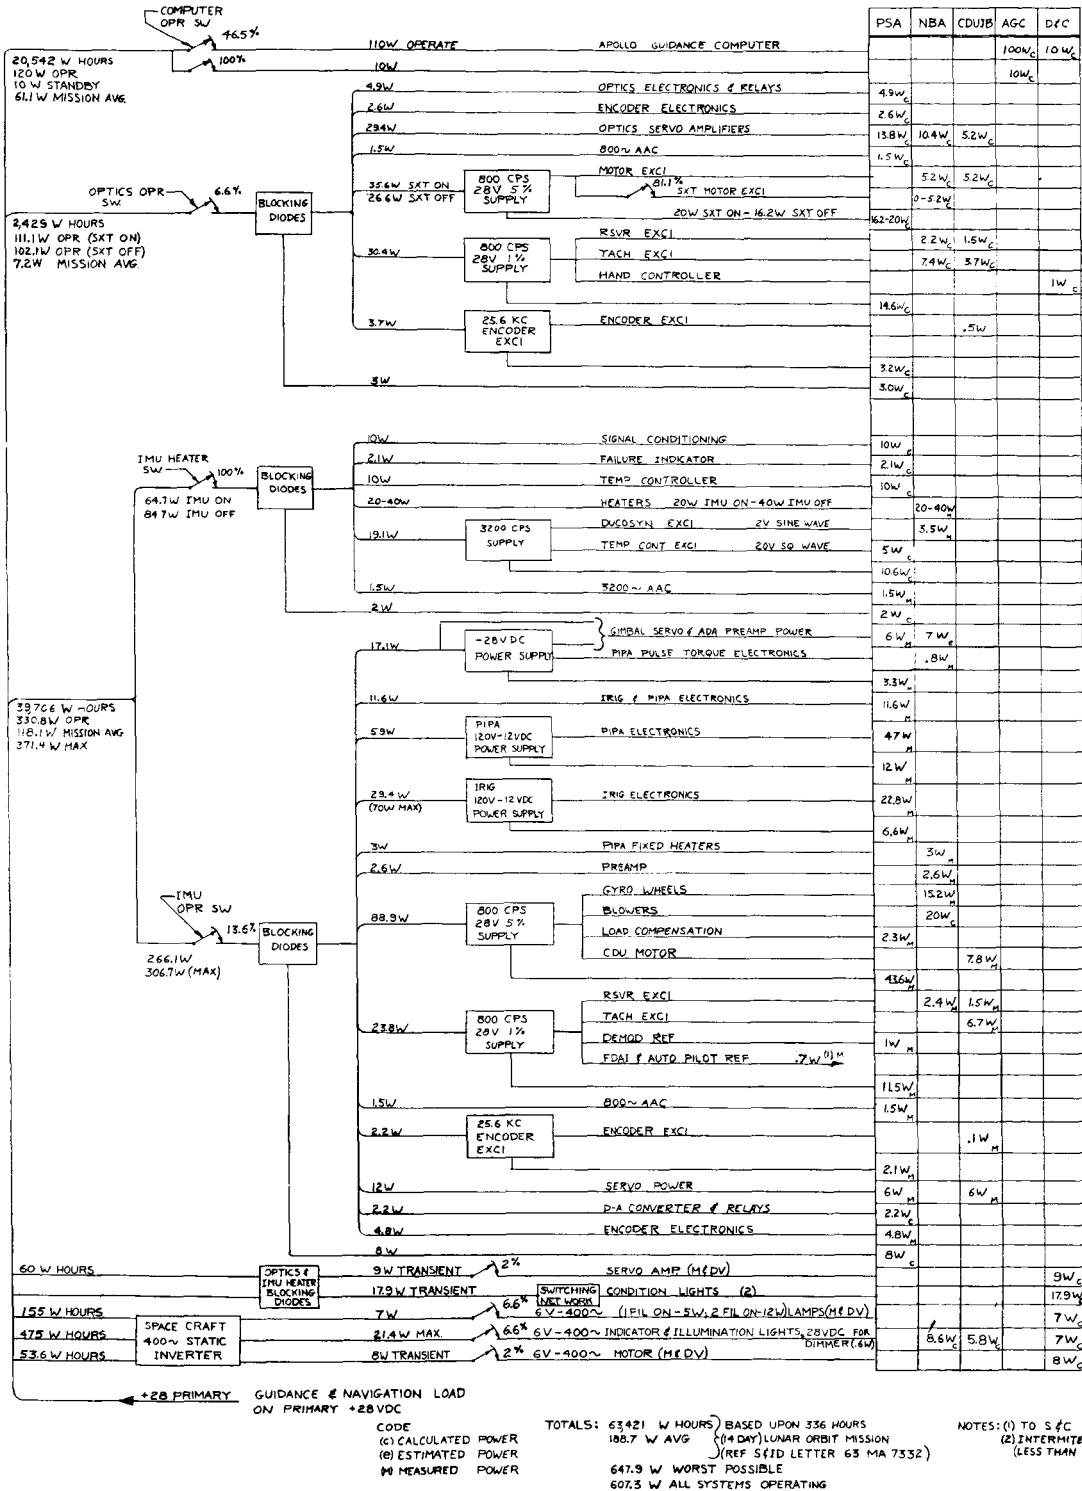 COMPUTER
OPR SW
46.5%
PSA NBA CDUJB AGC D&C
110W OPERATE APOLLO GUIDANCE COMPUTER 100W C 10W C
100%
20,542 W HOURS
120W OPR
10 W STANDBY
61.1 W MISSION AVG.
10W 10W C
4.9W OPTICS ELECTRONICS & RELAYS 4.9W C
2.6W ENCODER ELECTRONICS 2.6W C
29.4W OPTICS SERVO AMPLIFIERS 13.8W C 10.4W C 5.2W C
1.5W 800~ AAC 1.5W C
OPTICS OPR
SW.
6.6%
BLOCKING
DIODES
35.6W SXT ON
26.6W SXT OFF
800 CPS
28V 5%
SUPPLY
MOTOR EXCI 5.2W C 5.2W C
81.1%
SXT MOTOR EXCI 0-5.2W C
20W SXT ON - 16.2W SXT OFF 16.2-20W C
2,429 W HOURS
111.1W OPR (SXT ON)
102.1W OPR (SXT OFF)
7.2W MISSION AVG.
30.4W
800 CPS
28V 1%
SUPPLY
RSVR EXCI 2.2W C 1.5W C
TACH EXCI 7.4W C 3.7W C
HAND CONTROLLER 1W C
14.6W C
3.7W
25.6 KC
ENCODER
EXCI
ENCODER EXCI .5W
3.2W C
3W 3.0W C
IMU HEATER
SW
100%
BLOCKING
DIODES
64.7W IMU ON
84.7W IMU OFF
10W SIGNAL CONDITIONING 10W C
2.1W FAILURE INDICATOR 2.1W C
10W TEMP CONTROLLER 10W C
20-40W HEATERS 20W IMU ON-40W IMU OFF 20-40W M
19.1W
3200 CPS
SUPPLY
DUCOSYN EXCI 2V SINE WAVE 3.5W M
TEMP CONT EXCI 20V SQ WAVE 5W C
10.6W C
1.5W 3200~ AAC 1.5W M
2W 2W C
17.1W
-28V DC
POWER SUPPLY
GIMBAL SERVO & ADA PREAMP POWER 6W M 7W e
PIPA PULSE TORQUE ELECTRONICS .8W M
3.3W M
39,706 W HOURS
330.8W OPR
118.1W MISSION AVG
371.4 W MAX
11.6W IRIG & PIPA ELECTRONICS 11.6W M
59W
PIPA
120V-12VDC
POWER SUPPLY
PIPA ELECTRONICS 47W M
12W M
29.4W
(70W MAX)
IRIG
120V-12VDC
POWER SUPPLY
IRIG ELECTRONICS 22.8W M
6.6W M
3W PIPA FIXED HEATERS 3W M
2.6W PREAMP 2.6W M
IMU
OPR SW
13.6%
BLOCKING
DIODES
266.1W
306.7W (MAX)
88.9W
800 CPS
28V 5%
SUPPLY
GYRO WHEELS 15.2W M
BLOWERS 20W C
LOAD COMPENSATION 2.3W M
CDU MOTOR 7.8W M
43.6W M
23.8W
800 CPS
28V 1%
SUPPLY
RSVR EXCI 2.4W M 1.5W M
TACH EXCI 6.7W M
DEMOD REF 1W M
FDAI & AUTO PILOT REF .7W (1) M
11.5W M
1.5W 800~ AAC 1.5W M
2.2W
25.6 KC
ENCODER
EXCI
ENCODER EXCI .1W M
2.1W M
12W SERVO POWER 6W M 6W M
2.2W D-A CONVERTER & RELAYS 2.2W C
4.8W ENCODER ELECTRONICS 4.8W M
8W 8W C
60 W HOURS
OPTICS &
IMU HEATER
BLOCKING
DIODES
9W TRANSIENT 2% SERVO AMP (M&DV) 9W C
17.9W TRANSIENT
SWITCHING
NETWORK
CONDITION LIGHTS (2) 17.9W
155 W HOURS 7W 6.6% 6V-400~ (1 FIL ON-5W; 2 FIL ON-12W) LAMPS (M& DV) 7W C
SPACE CRAFT
400~ STATIC
INVERTER
475 W HOURS 21.4W MAX. 6.6% 6V-400~ INDICATOR & ILLUMINATION LIGHTS, 28VDC FOR
DIMMER (.6W) 8.6W C 5.8W C 7W C
53.6 W HOURS 8W TRANSIENT 2% 6V-400~ MOTOR (M&DV) 8W C
+28 PRIMARY
GUIDANCE & NAVIGATION LOAD
ON PRIMARY +28VDC
CODE
(C) CALCULATED POWER
(e) ESTIMATED POWER
(M) MEASURED POWER
TOTALS: 63,421 W HOURS
188.7 W AVG
BASED UPON 336 HOURS
(14 DAY) LUNAR ORBIT MISSION
(REF S&ID LETTER 63 MA 7332)
647.9 W WORST POSSIBLE
607.3 W ALL SYSTEMS OPERATING
NOTES: (1) TO S&C
(2) INTERMITE
(LESS THAN